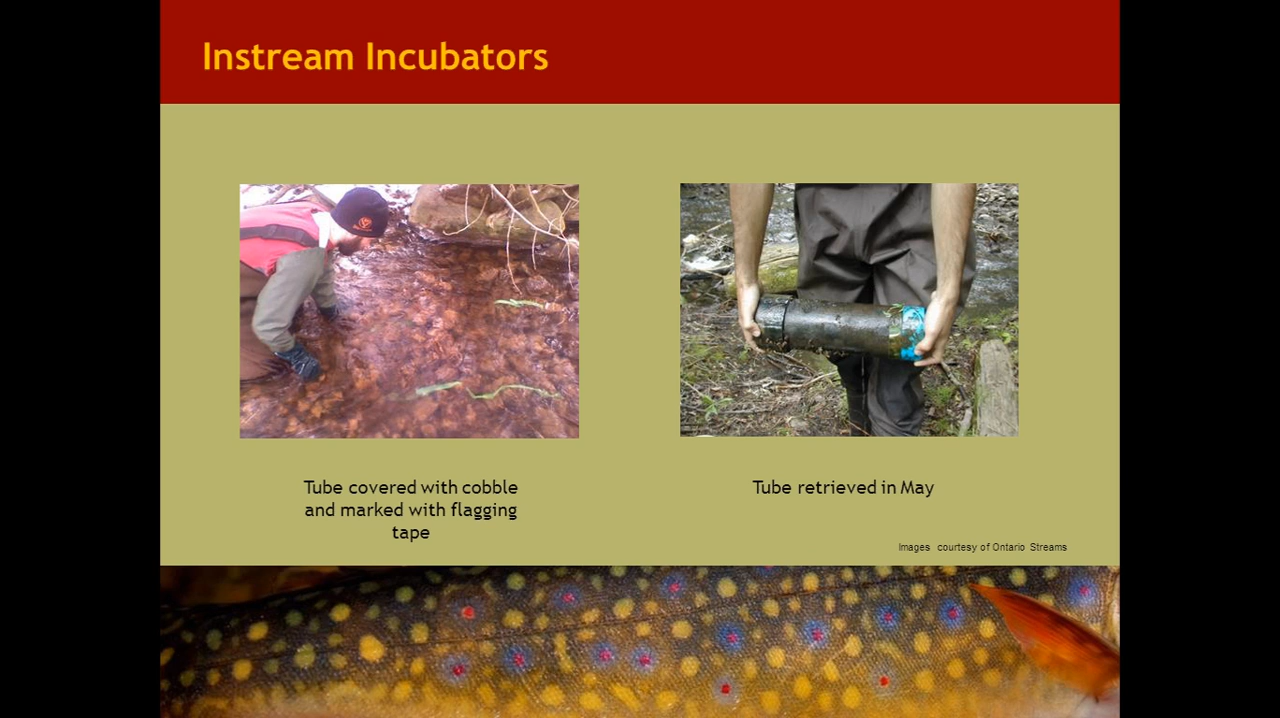 Instream Incubators
Tube covered with cobble
and marked with flagging
tape
Tube retrieved in May
Images courtesy of Ontario Streams